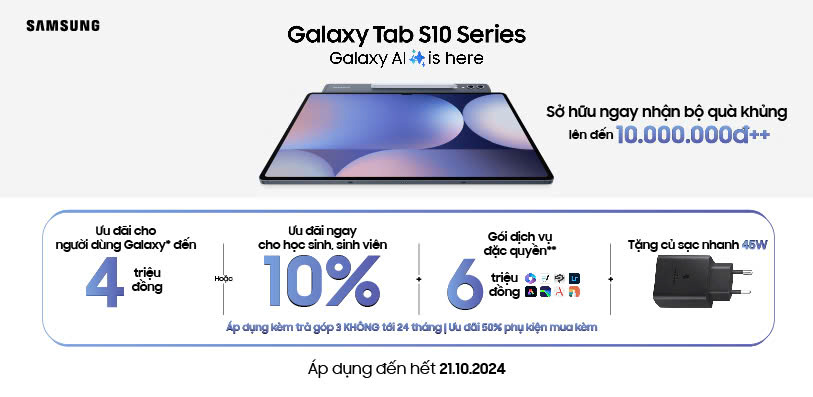 SAMSUNG
Galaxy Tab S10 Series
Galaxy AI is here
Sở hữu ngay nhận bộ quà khủng
lên đến 10.000.000đ++
Ưu đãi cho
người dùng Galaxy* đến
4 triệu
đồng
Hoặc
Ưu đãi ngay
cho học sinh, sinh viên
10%
+
Gói dịch vụ
đặc quyền**
6 triệu
đồng
+
Tặng củ sạc nhanh 45W
Áp dụng kèm trả góp 3 KHÔNG tới 24 tháng | Ưu đãi 50% phụ kiện mua kèm
Áp dụng đến hết 21.10.2024